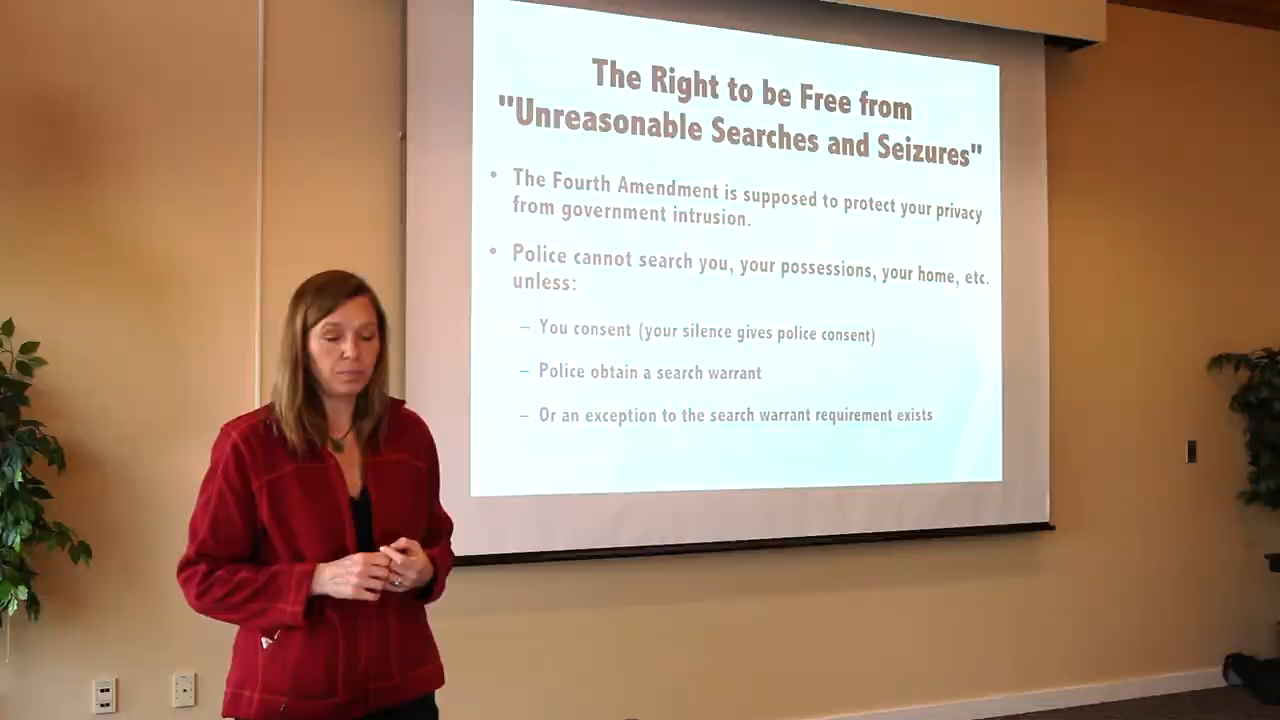 The Right to be Free from
"Unreasonable Searches and Seizures"
• The Fourth Amendment is supposed to protect your privacy
from government intrusion.
• Police cannot search you, your possessions, your home, etc.
unless:
– You consent (your silence gives police consent)
– Police obtain a search warrant
– Or an exception to the search warrant requirement exists